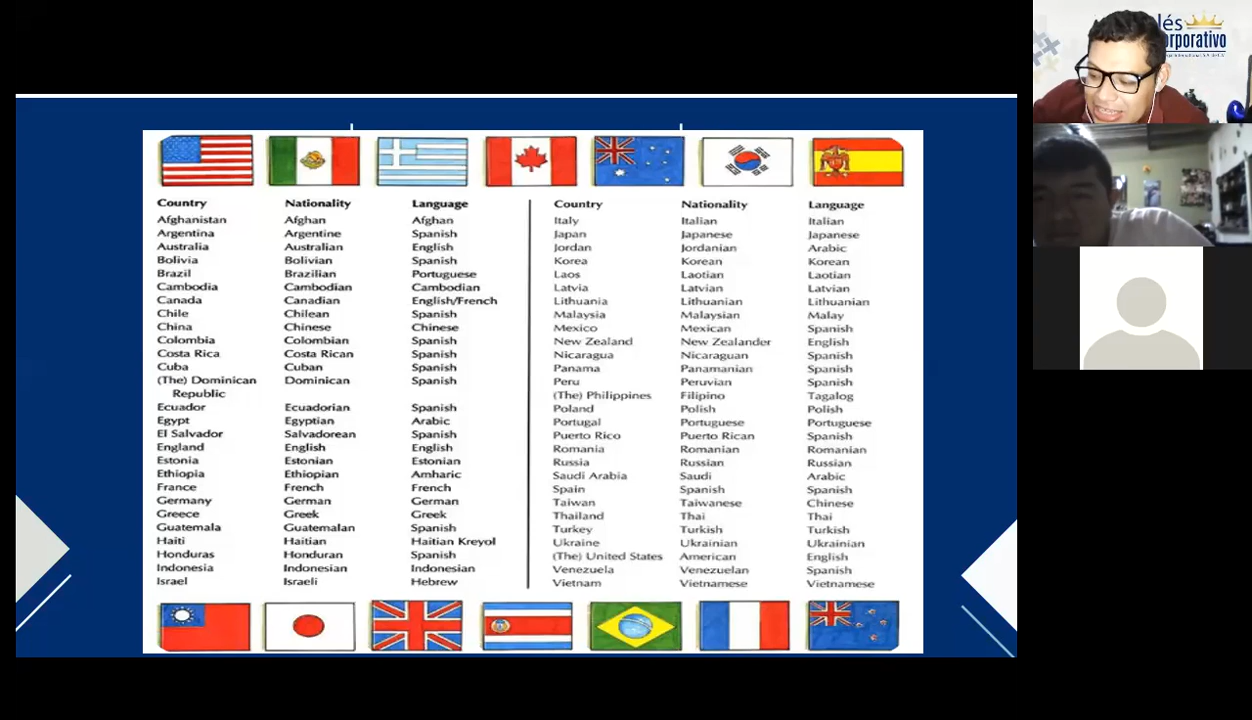 Country Nationality Language
Afghanistan Afghan Afghan
Argentina Argentine Spanish
Australia Australian English
Bolivia Bolivian Spanish
Brazil Brazilian Portuguese
Cambodia Cambodian Cambodian
Canada Canadian English/French
Chile Chilean Spanish
China Chinese Chinese
Colombia Colombian Spanish
Costa Rica Costa Rican Spanish
Cuba Cuban Spanish
(The) Dominican Dominican Spanish
Republic
Ecuador Ecuadorian Spanish
Egypt Egyptian Arabic
El Salvador Salvadorean Spanish
England English English
Estonia Estonian Estonian
Ethiopia Ethiopian Amharic
France French French
Germany German German
Greece Greek Greek
Guatemala Guatemalan Spanish
Haiti Haitian Haitian Kreyol
Honduras Honduran Spanish
Indonesia Indonesian Indonesian
Israel Israeli Hebrew
Country Nationality Language
Italy Italian Italian
Japan Japanese Japanese
Jordan Jordanian Arabic
Korea Korean Korean
Laos Laotian Laotian
Latvia Latvian Latvian
Lithuania Lithuanian Lithuanian
Malaysia Malaysian Malay
Mexico Mexican Spanish
New Zealand New Zealander English
Nicaragua Nicaraguan Spanish
Panama Panamanian Spanish
Peru Peruvian Spanish
(The) Philippines Filipino Tagalog
Poland Polish Polish
Portugal Portuguese Portuguese
Puerto Rico Puerto Rican Spanish
Romania Romanian Romanian
Russia Russian Russian
Saudi Arabia Saudi Arabic
Spain Spanish Spanish
Taiwan Taiwanese Chinese
Thailand Thai Thai
Turkey Turkish Turkish
Ukraine Ukrainian Ukrainian
(The) United States American English
Venezuela Venezuelan Spanish
Vietnam Vietnamese Vietnamese
lés
orporativo